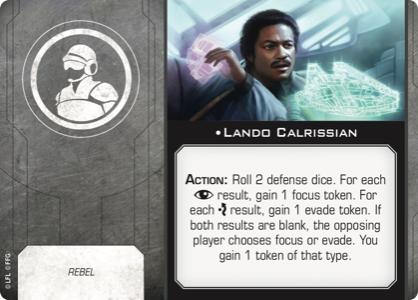 •LANDO CALRISSIAN
ACTION: Roll 2 defense dice. For each
result, gain 1 focus token. For
each result, gain 1 evade token. If
both results are blank, the opposing
player chooses focus or evade. You
gain 1 token of that type.
REBEL
©LFL ©FFG